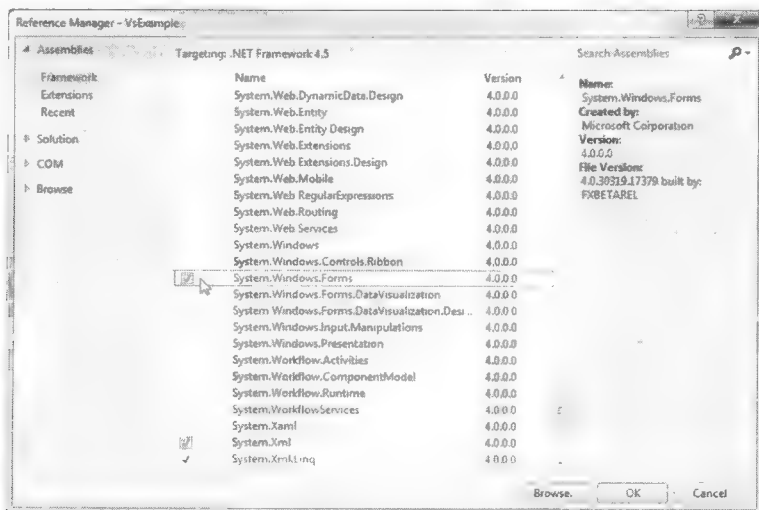 Reference Manager - VsExample
Assemblies
Framework
Extensions
Recent
Solution
COM
Browse
Targeting: .NET Framework 4.5
Search Assemblies
Name Version
System.Web.DynamicData.Design 4.0.0.0
System.Web.Entity 4.0.0.0
System.Web.Entity Design 4.0.0.0
System.Web.Extensions 4.0.0.0
System.Web Extensions.Design 4.0.0.0
System.Web.Mobile 4.0.0.0
System.Web RegularExpressions 4.0.0.0
System.Web.Routing 4.0.0.0
System.Web Services 4.0.0.0
System.Windows 4.0.0.0
System.Windows.Controls.Ribbon 4.0.0.0
System.Windows.Forms 4.0.0.0
System.Windows.Forms.DataVisualization 4.0.0.0
System Windows.Forms.DataVisualization.Desi... 4.0.0.0
System.Windows.Input.Manipulations 4.0.0.0
System.Windows.Presentation 4.0.0.0
System.Workflow.Activities 4.0.0.0
System.Workflow.ComponentModel 4.0.0.0
System.Workflow.Runtime 4.0.0.0
System.WorkflowServices 4.0.0.0
System.Xaml 4.0.0.0
System.Xml 4.0.0.0
System.Xml.Linq 4.0.0.0
Name:
System.Windows.Forms
Created by:
Microsoft Corporation
Version:
4.0.0.0
File Version:
4.0.30319.17379 built by:
FXBETAREL
Browse.
OK
Cancel